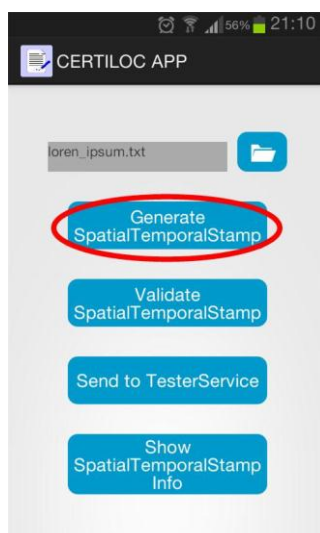 56% 21:10
CERTILOC APP
loren_ipsum.txt
Generate
SpatialTemporalStamp
Validate
SpatialTemporalStamp
Send to TesterService
Show
SpatialTemporalStamp
Info